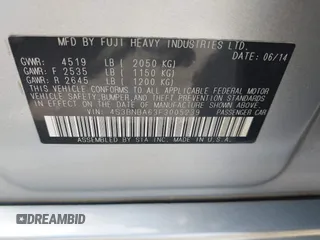 MFD. BY FUJI HEAVY INDUSTRIES LTD.
GVWR: 4519 LB ( 2050 KG) DATE: 06/14
GAWR: F 2535 LB ( 1150 KG)
GAWR: R 2645 LB ( 1200 KG)
THIS VEHICLE CONFORMS TO ALL APPLICABLE FEDERAL MOTOR
VEHICLE SAFETY, BUMPER, AND THEFT PREVENTION STANDARDS
IN EFFECT ON THE DATE OF MANUFACTURE SHOWN ABOVE.
VIN: PASSENGER CAR
ASSEMBLED BY SIA INC. IN U.S.A.
DREAMBID